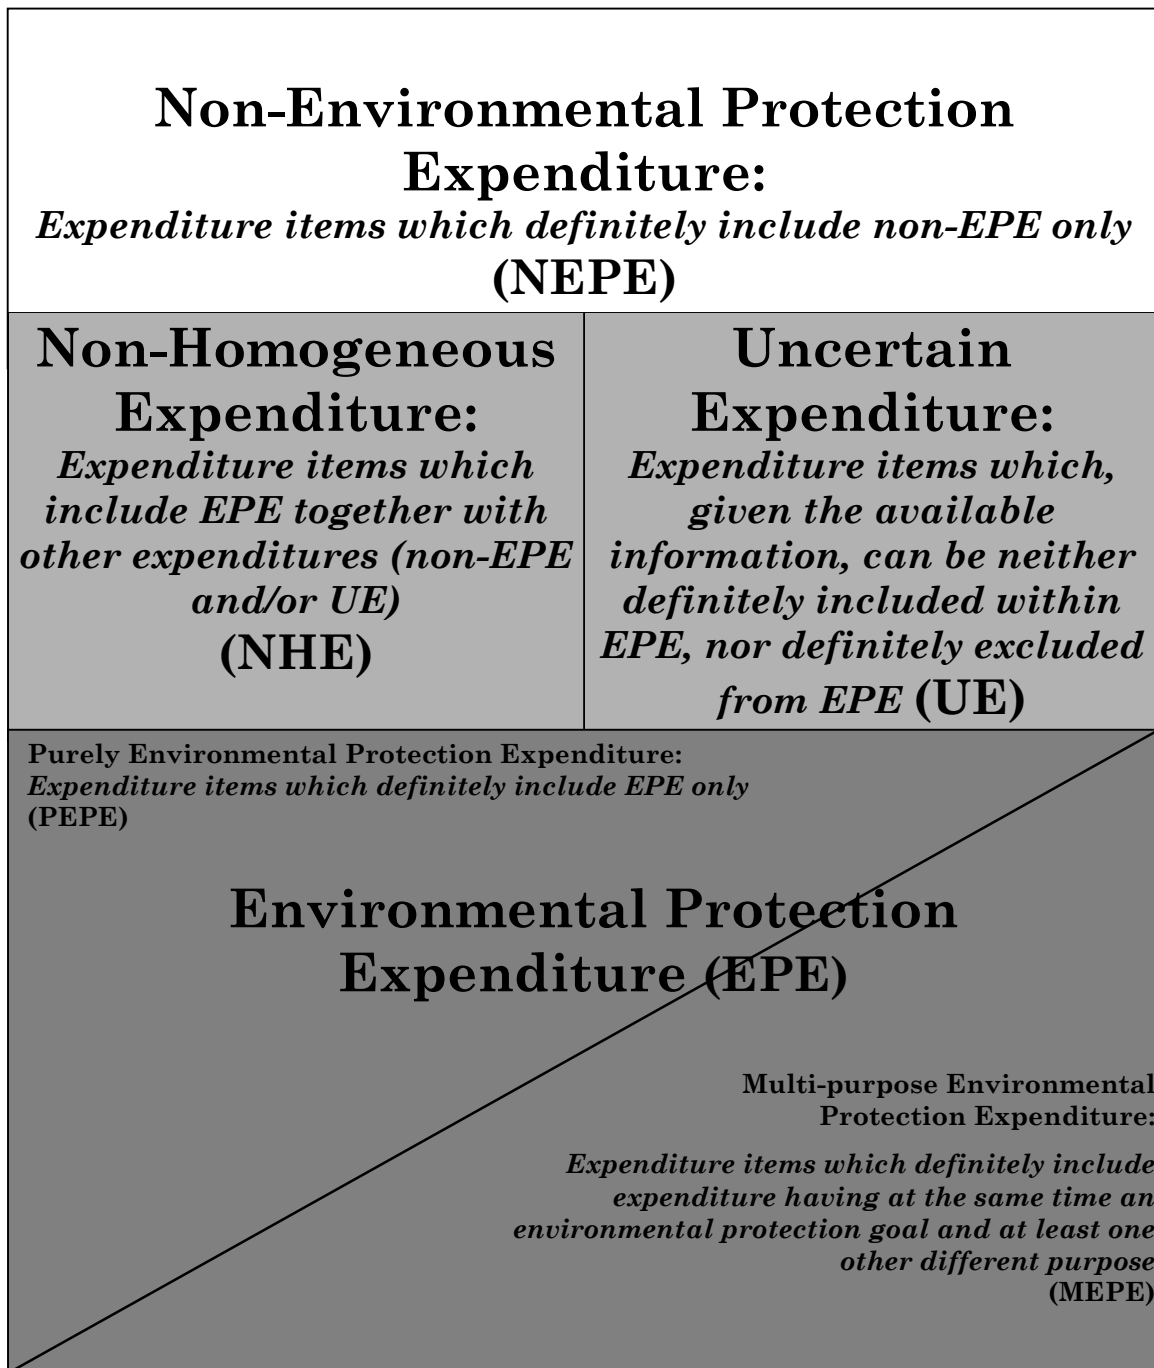 Non-Environmental Protection
Expenditure:
Expenditure items which definitely include non-EPE only
(NEPE)
Non-Homogeneous
Expenditure:
Expenditure items which
include EPE together with
other expenditures (non-EPE
and/or UE)
(NHE)
Uncertain
Expenditure:
Expenditure items which,
given the available
information, can be neither
definitely included within
EPE, nor definitely excluded
from EPE (UE)
Purely Environmental Protection Expenditure:
Expenditure items which definitely include EPE only
(PEPE)
Environmental Protection
Expenditure (EPE)
Multi-purpose Environmental
Protection Expenditure:
Expenditure items which definitely include
expenditure having at the same time an
environmental protection goal and at least one
other different purpose
(MEPE)